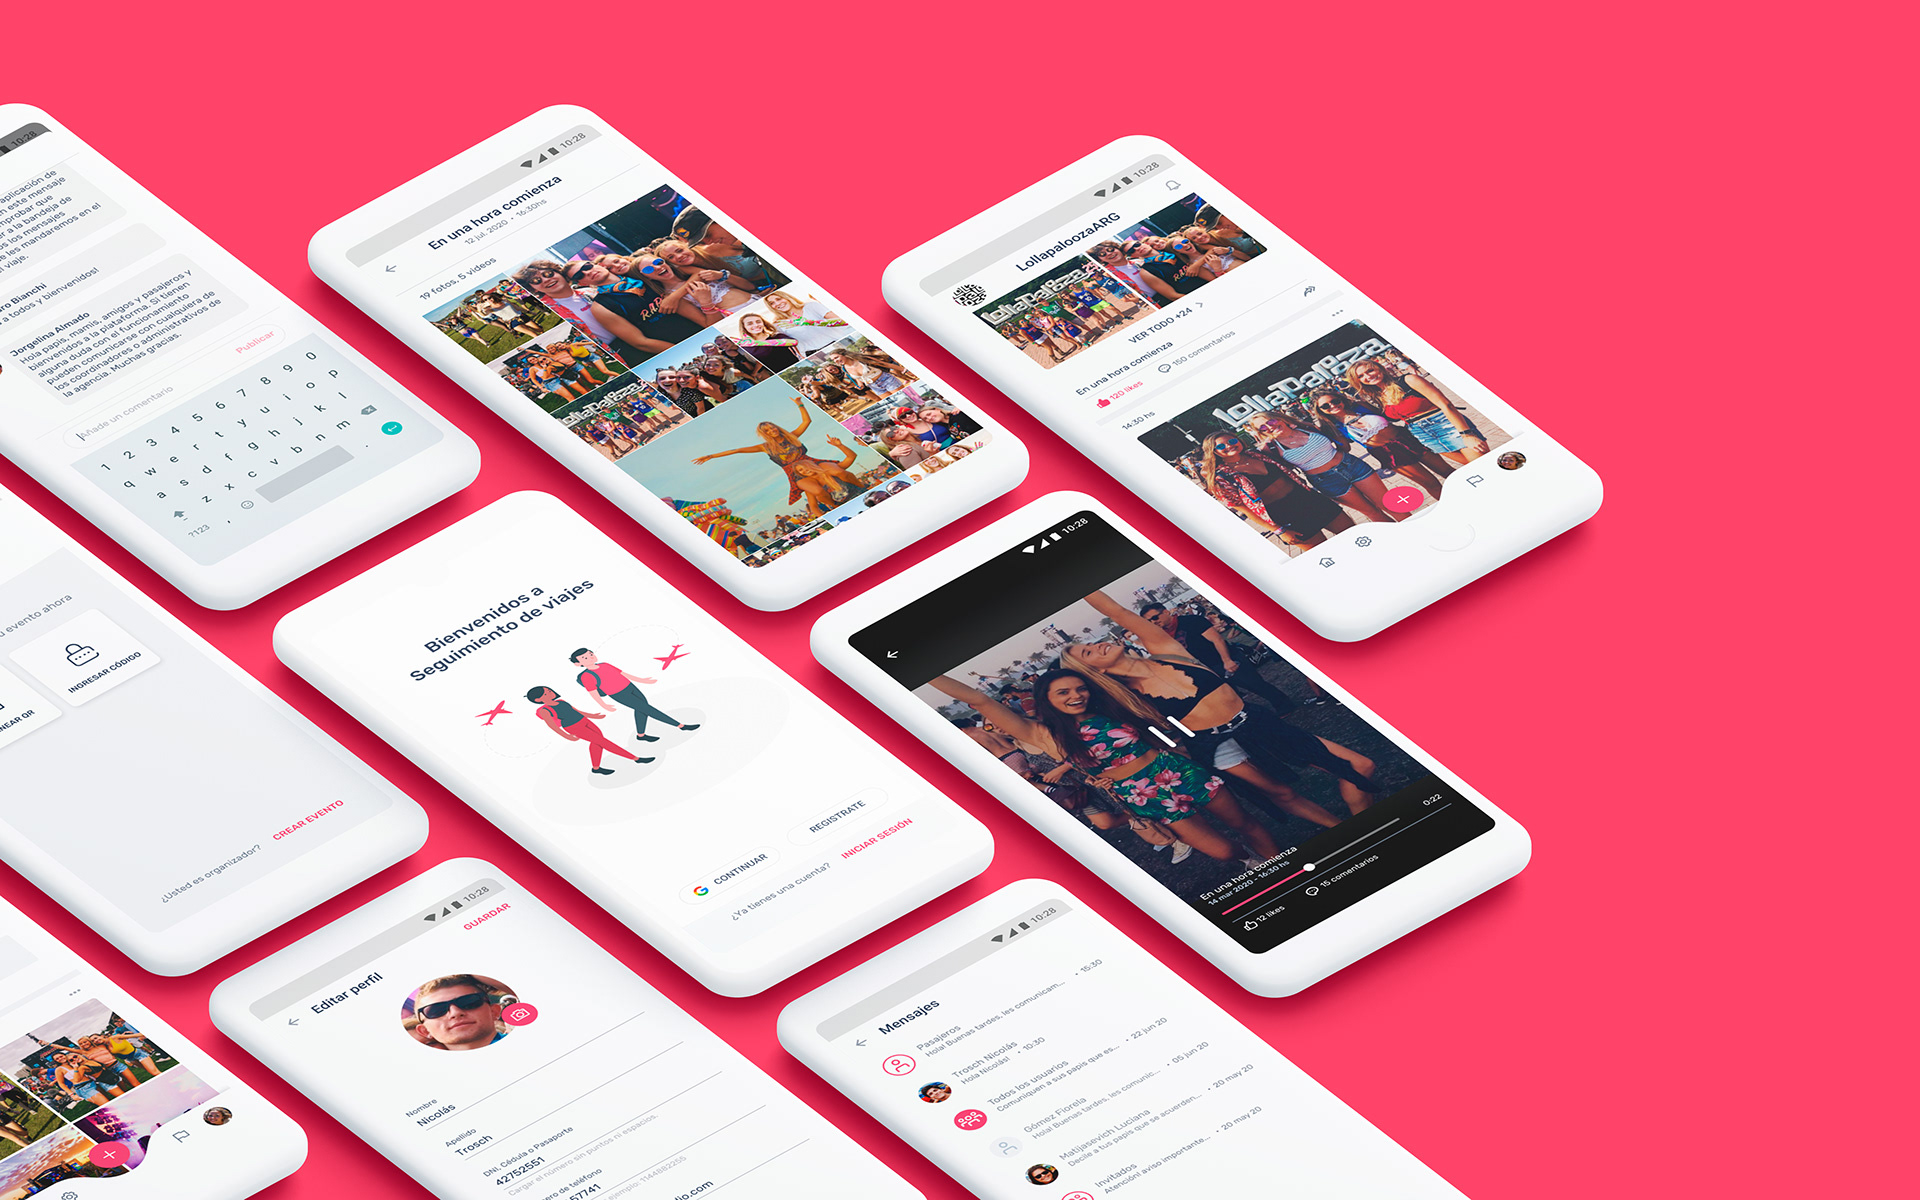 10:28
aplicación de
n este mensaje
mprobar que
er a la bandeja de
os los mensajes
e les mandaremos en el
l viaje.
ro Bianchi
a todos y bienvenidos!
Jorgelina Almado
Hola papis, mamis, amigos y pasajeros y
bienvenidos a la plataforma. Si tienen
alguna duda con el funcionamiento
pueden comunicarse con cualquiera de
los coordinadores o administrativos de
la agencia. Muchas gracias.
Añade un comentario
Publicar
1 2 3 4 5 6 7 8 9 0
q w e r t y u i o p
a s d f g h j k l
z x c v b n m
?123 , .
10:28
En una hora comienza
12 jul. 2020 • 16:30hs
19 fotos, 5 videos
lollapalooza
10:28
LollapaloozaARG
lollapalooza
VER TODO +24
En una hora comienza
120 likes
150 comentarios
14:30 hs
lollapalooza
u evento ahora
NEAR QR
INGRESAR CÓDIGO
¿Usted es organizador?
CREAR EVENTO
Bienvenidos a
Seguimiento de viajes
CONTINUAR
REGISTRATE
¿Ya tienes una cuenta?
INICIAR SESIÓN
10:28
0:22
En una hora comienza
14 mar 2020 - 16:30 hs
12 likes
15 comentarios
10:28
GUARDAR
Editar perfil
Nombre
Nicolás
Apellido
Trosch
DNI, Cédula o Pasaporte
42752551
Cargar el número sin puntos ni espacios.
ero de teléfono
57741
ejemplo: 1144882255
dio.com
10:28
Mensajes
Pasajeros
Hola! Buenas tardes, les comunicam... • 15:30
Trosch Nicolás
Hola Nicolás! • 10:30
Todos los usuarios
Comuniquen a sus papis que es... • 22 jun 20
Gómez Fiorela
Hola! Buenas tardes, les comunic... • 05 jun 20
Matijasevich Luciana
Decile a tus papis que se acuerden... • 20 may 20
Invitados
Atención! aviso importante... • 20 may 20